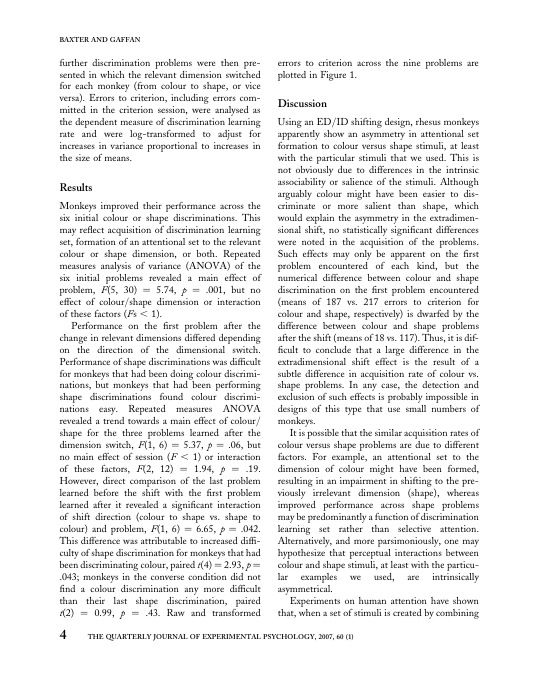 BAXTER AND GAFFAN
further discrimination problems were then pre-
sented in which the relevant dimension switched
for each monkey (from colour to shape, or vice
versa). Errors to criterion, including errors com-
mitted in the criterion session, were analysed as
the dependent measure of discrimination learning
rate and were log-transformed to adjust for
increases in variance proportional to increases in
the size of means.
Results
Monkeys improved their performance across the
six initial colour or shape discriminations. This
may reflect acquisition of discrimination learning
set, formation of an attentional set to the relevant
colour or shape dimension, or both. Repeated
measures analysis of variance (ANOVA) of the
six initial problems revealed a main effect of
problem, F(5, 30) = 5.74, p = .001, but no
effect of colour/shape dimension or interaction
of these factors (Fs < 1).
Performance on the first problem after the
change in relevant dimensions differed depending
on the direction of the dimensional switch.
Performance of shape discriminations was difficult
for monkeys that had been doing colour discrimi-
nations, but monkeys that had been performing
shape discriminations found colour discrimi-
nations easy. Repeated measures ANOVA
revealed a trend towards a main effect of colour/
shape for the three problems learned after the
dimension switch, F(1, 6) = 5.37, p = .06, but
no main effect of session (F < 1) or interaction
of these factors, F(2, 12) = 1.94, p = .19.
However, direct comparison of the last problem
learned before the shift with the first problem
learned after it revealed a significant interaction
of shift direction (colour to shape vs. shape to
colour) and problem, F(1, 6) = 6.65, p = .042.
This difference was attributable to increased diffi-
culty of shape discrimination for monkeys that had
been discriminating colour, paired t(4) = 2.93, p =
.043; monkeys in the converse condition did not
find a colour discrimination any more difficult
than their last shape discrimination, paired
t(2) = 0.99, p = .43. Raw and transformed
errors to criterion across the nine problems are
plotted in Figure 1.
Discussion
Using an ED/ID shifting design, rhesus monkeys
apparently show an asymmetry in attentional set
formation to colour versus shape stimuli, at least
with the particular stimuli that we used. This is
not obviously due to differences in the intrinsic
associability or salience of the stimuli. Although
arguably colour might have been easier to dis-
criminate or more salient than shape, which
would explain the asymmetry in the extradimen-
sional shift, no statistically significant differences
were noted in the acquisition of the problems.
Such effects may only be apparent on the first
problem encountered of each kind, but the
numerical difference between colour and shape
discrimination on the first problem encountered
(means of 187 vs. 217 errors to criterion for
colour and shape, respectively) is dwarfed by the
difference between colour and shape problems
after the shift (means of 18 vs. 117). Thus, it is dif-
ficult to conclude that a large difference in the
extradimensional shift effect is the result of a
subtle difference in acquisition rate of colour vs.
shape problems. In any case, the detection and
exclusion of such effects is probably impossible in
designs of this type that use small numbers of
monkeys.
It is possible that the similar acquisition rates of
colour versus shape problems are due to different
factors. For example, an attentional set to the
dimension of colour might have been formed,
resulting in an impairment in shifting to the pre-
viously irrelevant dimension (shape), whereas
improved performance across shape problems
may be predominantly a function of discrimination
learning set rather than selective attention.
Alternatively, and more parsimoniously, one may
hypothesize that perceptual interactions between
colour and shape stimuli, at least with the particu-
lar examples we used, are intrinsically
asymmetrical.
Experiments on human attention have shown
that, when a set of stimuli is created by combining
4 THE QUARTERLY JOURNAL OF EXPERIMENTAL PSYCHOLOGY, 2007, 60 (1)